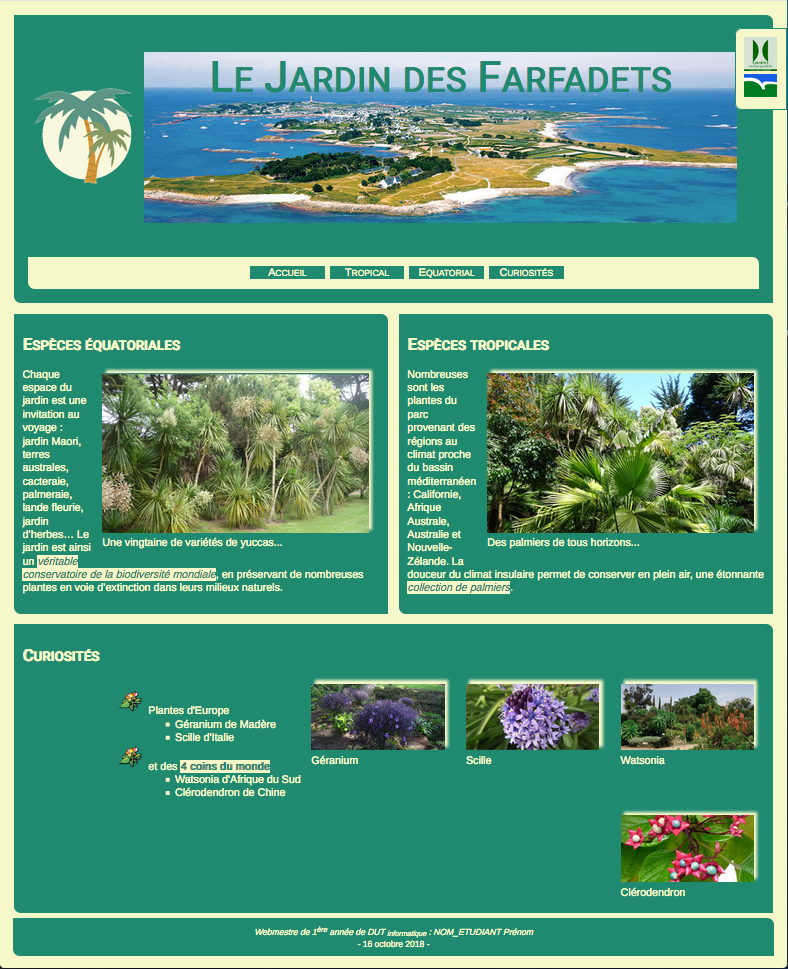 Le Jardin des Farfadets
jardin
Accueil Tropical Equatorial Curiosités
Espèces équatoriales
Chaque
espace du
jardin est une
invitation au
voyage :
jardin Maori,
terres
australes,
cacteraie,
palmeraie,
lande fleurie,
jardin
d'herbes… Le
jardin est ainsi
un véritable
conservatoire de la biodiversité mondiale, en préservant de nombreuses
plantes en voie d'extinction dans leurs milieux naturels.
Une vingtaine de variétés de yuccas...
Espèces tropicales
Nombreuses
sont les
plantes du
parc
provenant des
régions au
climat proche
du bassin
méditerranéen
: Californie,
Afrique
Australe,
Australie et
Nouvelle-
Zélande. La
douceur du climat insulaire permet de conserver en plein air, une étonnante
collection de palmiers.
Des palmiers de tous horizons...
Curiosités
Plantes d'Europe
Géranium de Madère
Scille d'Italie
et des 4 coins du monde
Watsonia d'Afrique du Sud
Clérodendron de Chine
Géranium
Scille
Watsonia
Clérodendron
Webmestre de 1ère année de DUT informatique : NOM_ETUDIANT Prénom
- 16 octobre 2018 -